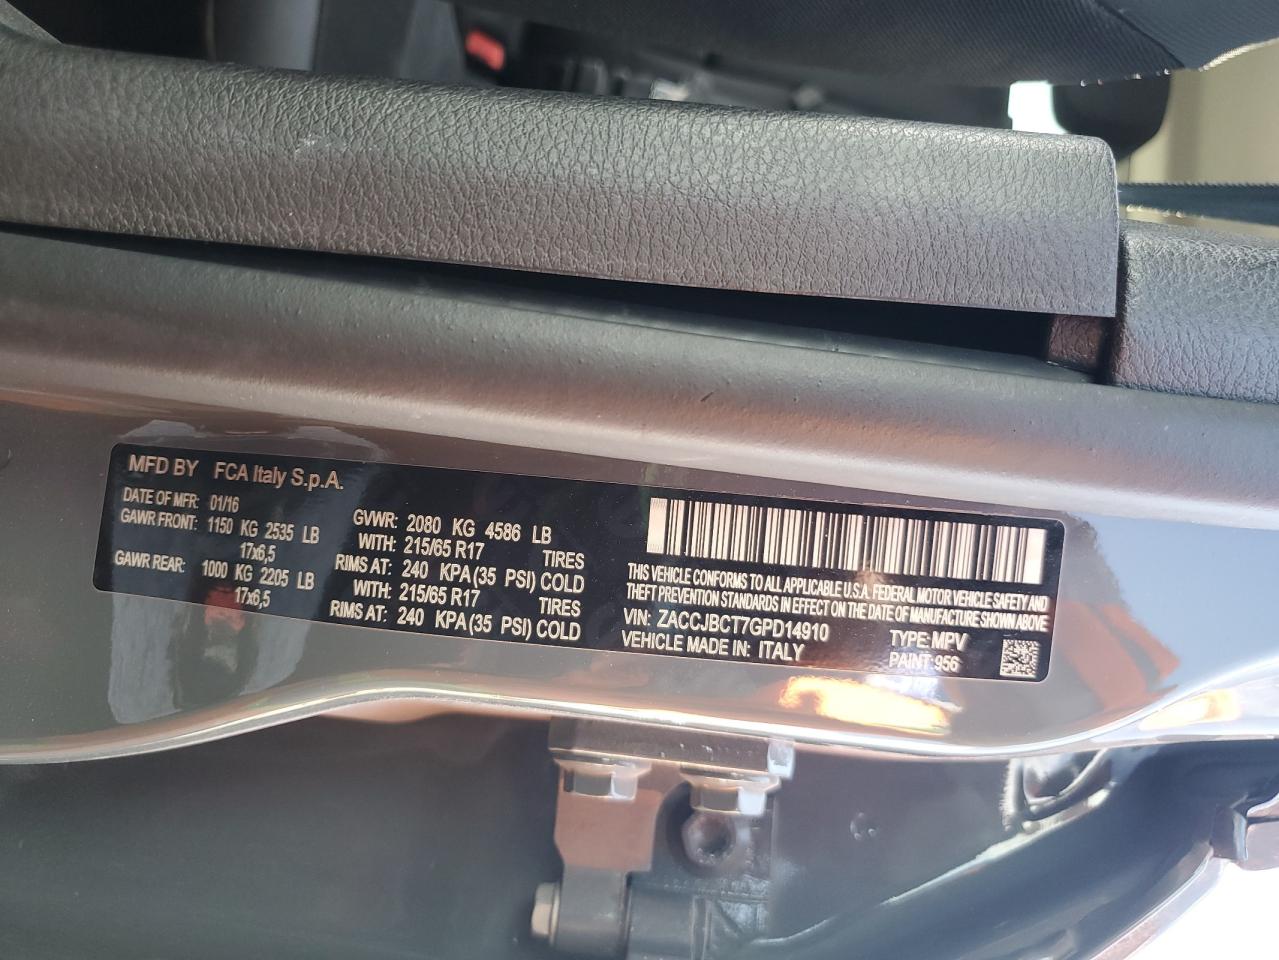 MFD BY FCA Italy S.p.A.
DATE OF MFR: 01/16
GVWR: 2080 KG 4586 LB
GAWR FRONT: 1150 KG 2535 LB
WITH: 215/65 R17 TIRES
17x6,5
RIMS AT: 240 KPA(35 PSI) COLD
GAWR REAR: 1000 KG 2205 LB
WITH: 215/65 R17 TIRES
17x6,5
RIMS AT: 240 KPA(35 PSI) COLD
THIS VEHICLE CONFORMS TO ALL APPLICABLE U.S.A. FEDERAL MOTOR VEHICLE SAFETY AND
THEFT PREVENTION STANDARDS IN EFFECT ON THE DATE OF MANUFACTURE SHOWN ABOVE
VIN: ZACCJBCT7GPD14910 TYPE: MPV
VEHICLE MADE IN: ITALY PAINT: 956